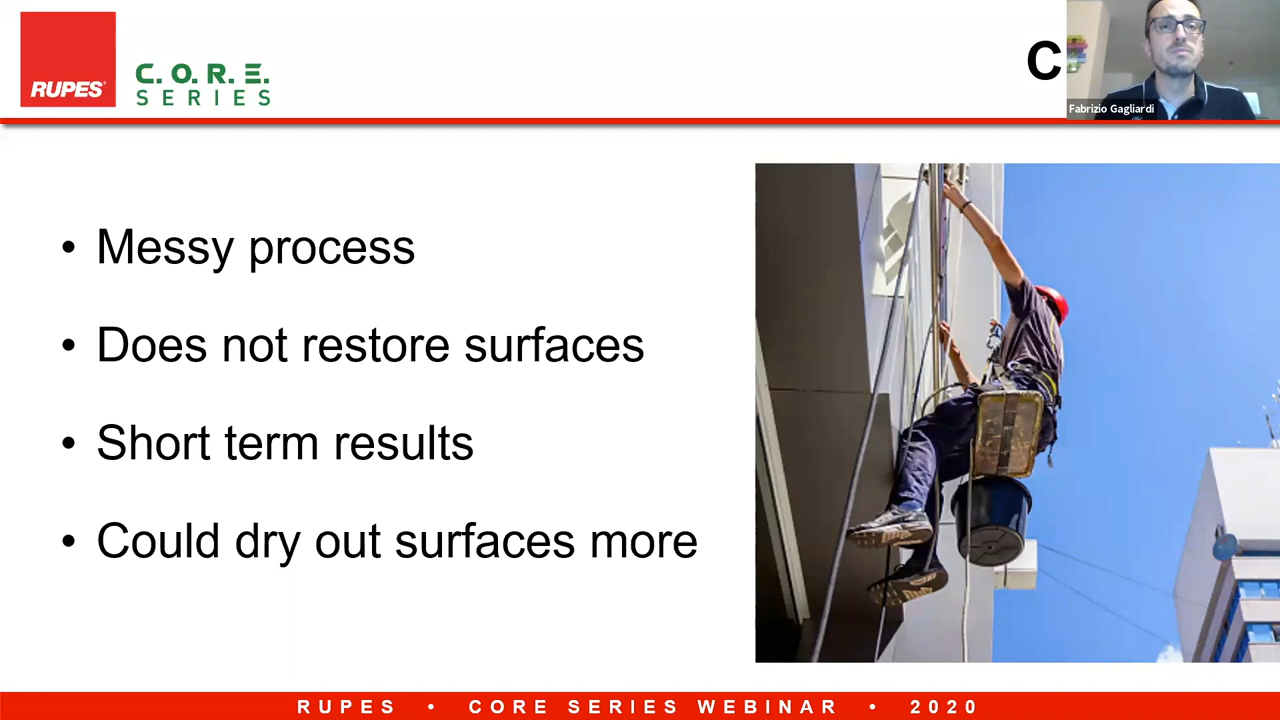 RUPES
C.O.R.E.
SERIES
C
Fabrizio Gagliardi
• Messy process
• Does not restore surfaces
• Short term results
• Could dry out surfaces more
RUPES • CORE SERIES WEBINAR • 2020